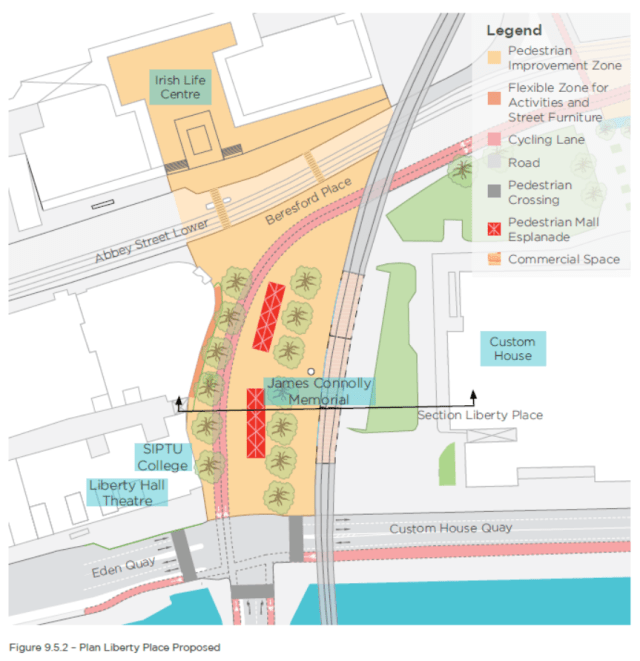 Legend
Pedestrian
Improvement Zone
Flexible Zone for
Activities and
Street Furniture
Cycling Lane
Road
Pedestrian
Crossing
Pedestrian Mall
Esplanade
Commercial Space
Irish Life
Centre
Beresford Place
Abbey Street Lower
Custom
House
James Connolly
Memorial
Section Liberty Place
SIPTU
College
Liberty Hall
Theatre
Custom House Quay
Eden Quay
Figure 9.5.2 – Plan Liberty Place Proposed